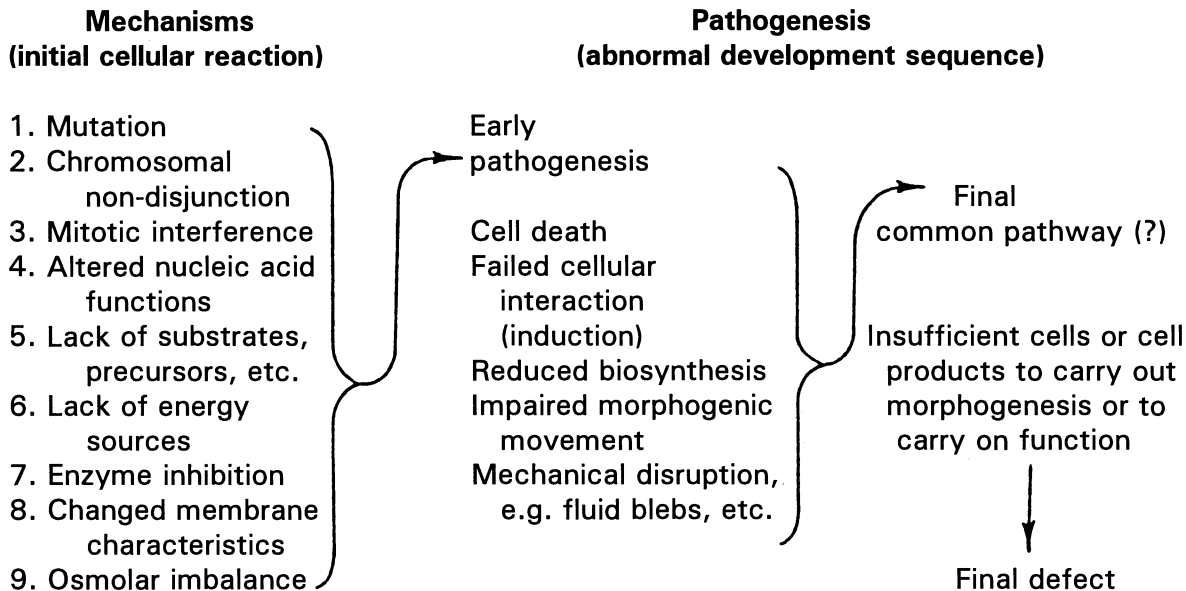 Mechanisms
(initial cellular reaction)
1. Mutation
2. Chromosomal
non-disjunction
3. Mitotic interference
4. Altered nucleic acid
functions
5. Lack of substrates,
precursors, etc.
6. Lack of energy
sources
7. Enzyme inhibition
8. Changed membrane
characteristics
9. Osmolar imbalance
Pathogenesis
(abnormal development sequence)
Early
pathogenesis
Cell death
Failed cellular
interaction
(induction)
Reduced biosynthesis
Impaired morphogenic
movement
Mechanical disruption,
e.g. fluid blebs, etc.
Final
common pathway (?)
Insufficient cells or cell
products to carry out
morphogenesis or to
carry on function
Final defect